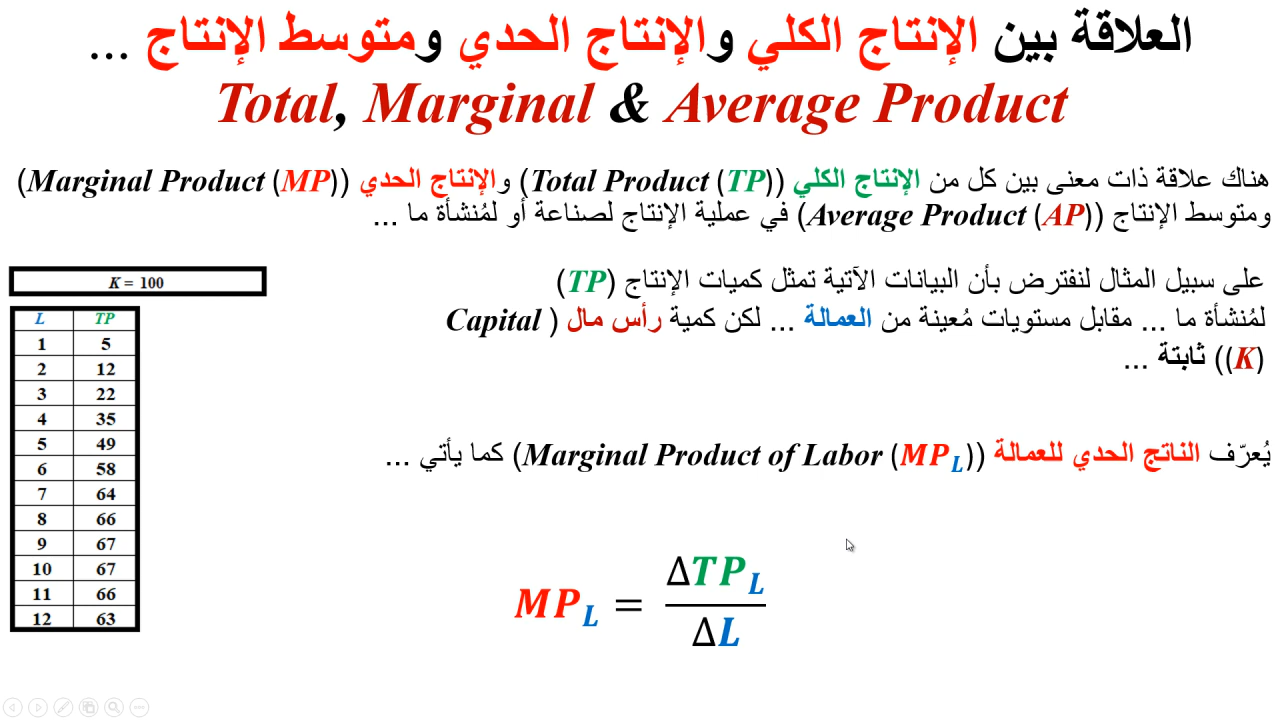 العلاقة بين الإنتاج الكلي والإنتاج الحدي ومتوسط الإنتاج ...
Total, Marginal & Average Product
هناك علاقة ذات معنى بين كل من الإنتاج الكلي (Total Product (TP)) والإنتاج الحدي (Marginal Product (MP))
ومتوسط الإنتاج (Average Product (AP)) في عملية الإنتاج لصناعة أو لمُنشأة ما ...
على سبيل المثال لنفترض بأن البيانات الآتية تمثل كميات الإنتاج (TP)
لمُنشأة ما ... مقابل مستويات مُعينة من العمالة ... لكن كمية رأس مال (Capital
(K)) ثابتة ...
K = 100
L TP
1 5
2 12
3 22
4 35
5 49
6 58
7 64
8 66
9 67
10 67
11 66
12 63
يُعرّف الناتج الحدي للعمالة (Marginal Product of Labor (MP_L)) كما يأتي ...
MP_L = ΔTP_L / ΔL